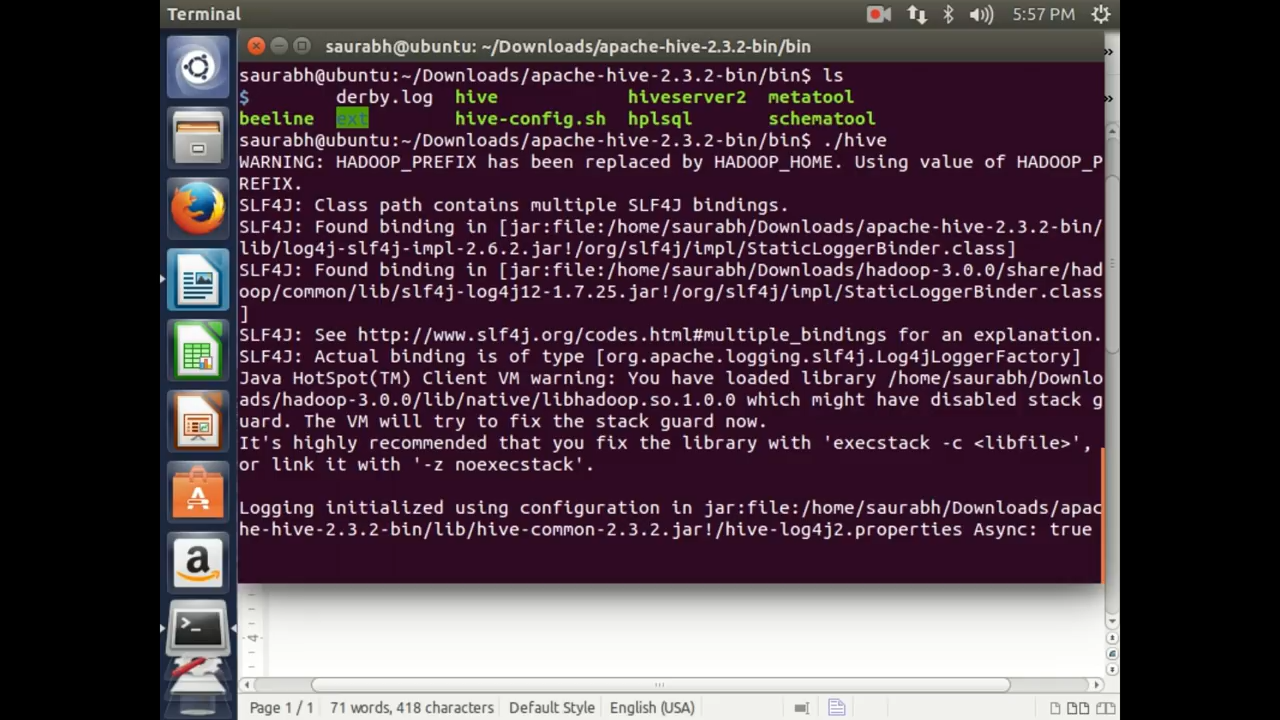 Terminal
5:57 PM
saurabh@ubuntu: ~/Downloads/apache-hive-2.3.2-bin/bin
saurabh@ubuntu:~/Downloads/apache-hive-2.3.2-bin/bin$ ls
$ derby.log hive hiveserver2 metatool
beeline ext hive-config.sh hplsql schematool
saurabh@ubuntu:~/Downloads/apache-hive-2.3.2-bin/bin$ ./hive
WARNING: HADOOP_PREFIX has been replaced by HADOOP_HOME. Using value of HADOOP_P
REFIX.
SLF4J: Class path contains multiple SLF4J bindings.
SLF4J: Found binding in [jar:file:/home/saurabh/Downloads/apache-hive-2.3.2-bin/
lib/log4j-slf4j-impl-2.6.2.jar!/org/slf4j/impl/StaticLoggerBinder.class]
SLF4J: Found binding in [jar:file:/home/saurabh/Downloads/hadoop-3.0.0/share/had
oop/common/lib/slf4j-log4j12-1.7.25.jar!/org/slf4j/impl/StaticLoggerBinder.class
]
SLF4J: See http://www.slf4j.org/codes.html#multiple_bindings for an explanation.
SLF4J: Actual binding is of type [org.apache.logging.slf4j.Log4jLoggerFactory]
Java HotSpot(TM) Client VM warning: You have loaded library /home/saurabh/Downlo
ads/hadoop-3.0.0/lib/native/libhadoop.so.1.0.0 which might have disabled stack g
uard. The VM will try to fix the stack guard now.
It's highly recommended that you fix the library with 'execstack -c <libfile>',
or link it with '-z noexecstack'.
Logging initialized using configuration in jar:file:/home/saurabh/Downloads/apac
he-hive-2.3.2-bin/lib/hive-common-2.3.2.jar!/hive-log4j2.properties Async: true
4
Page 1 / 1 71 words, 418 characters Default Style English (USA)